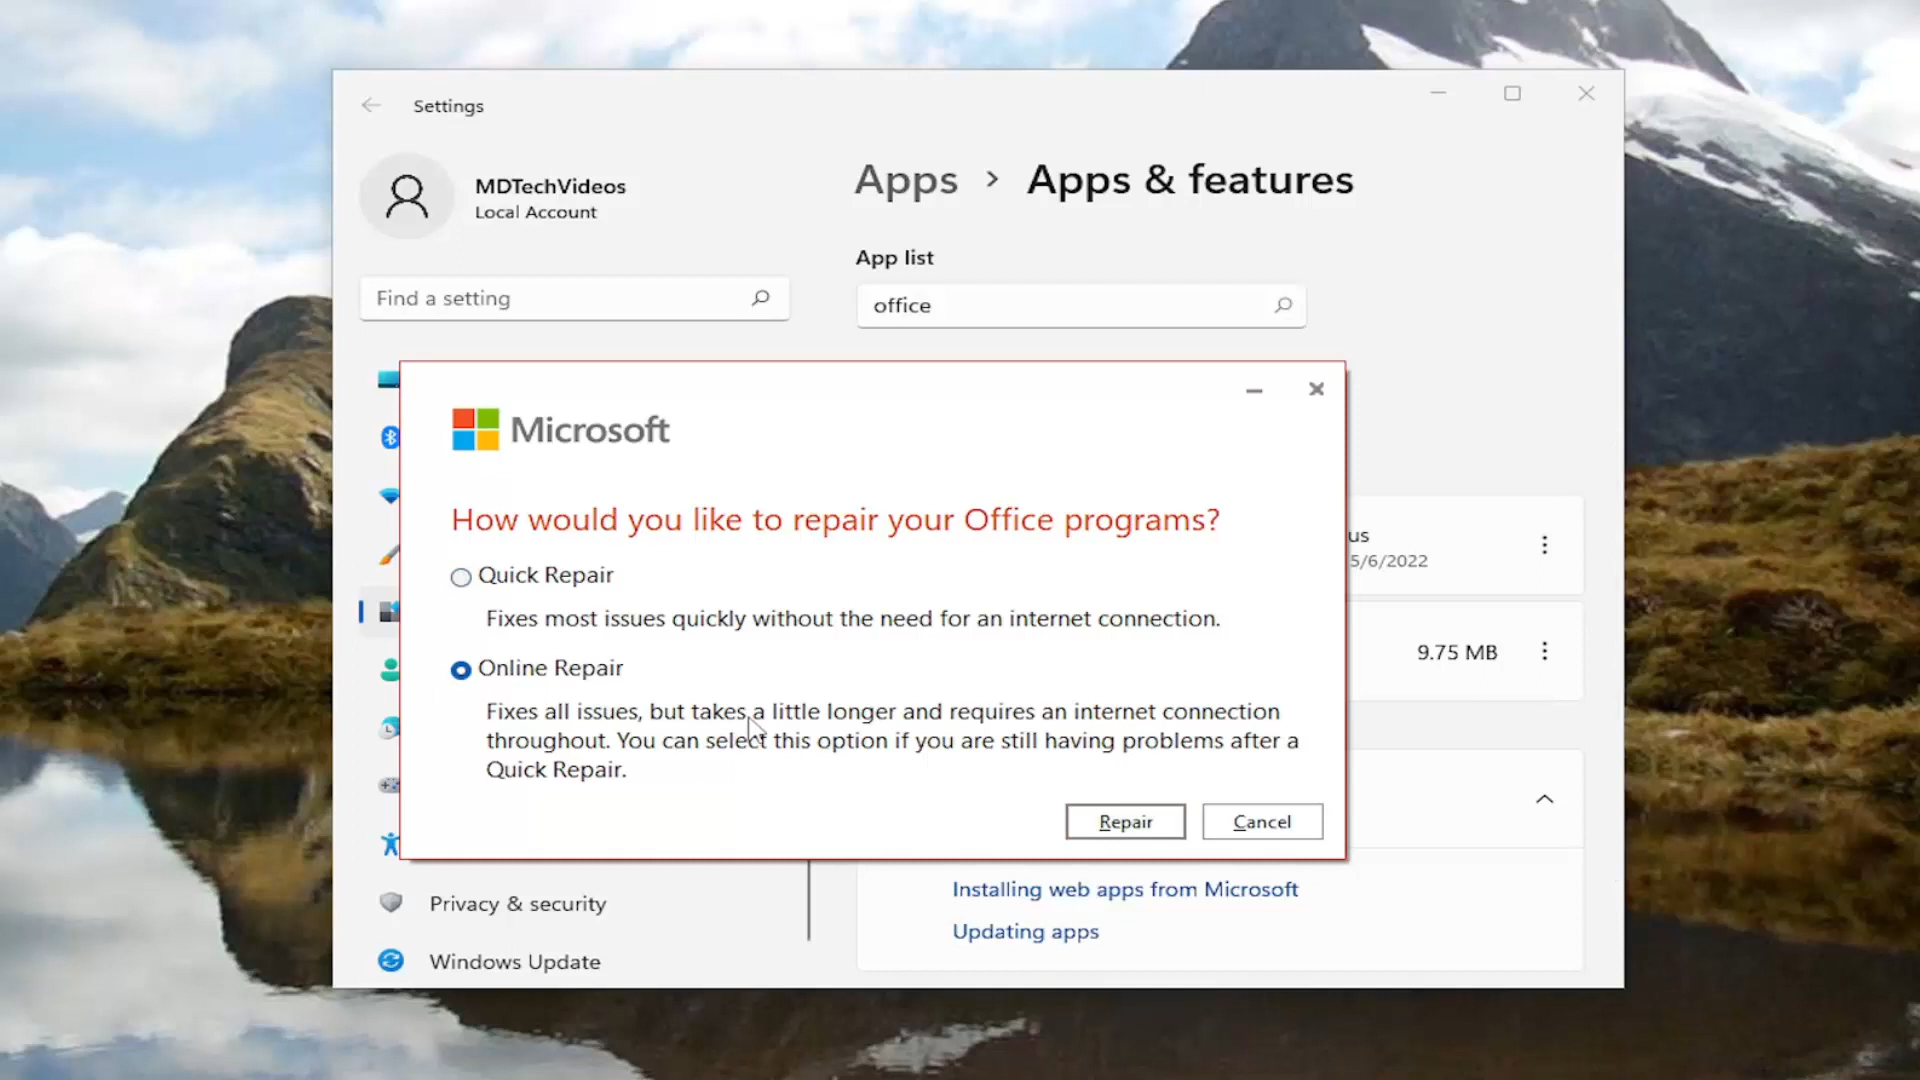 Settings
MDTechVideos
Local Account
Find a setting
Apps > Apps & features
App list
office
Microsoft
How would you like to repair your Office programs?
Quick Repair
Fixes most issues quickly without the need for an internet connection.
Online Repair
Fixes all issues, but takes a little longer and requires an internet connection
throughout. You can select this option if you are still having problems after a
Quick Repair.
Repair
Cancel
us
5/6/2022
9.75 MB
Installing web apps from Microsoft
Updating apps
Privacy & security
Windows Update